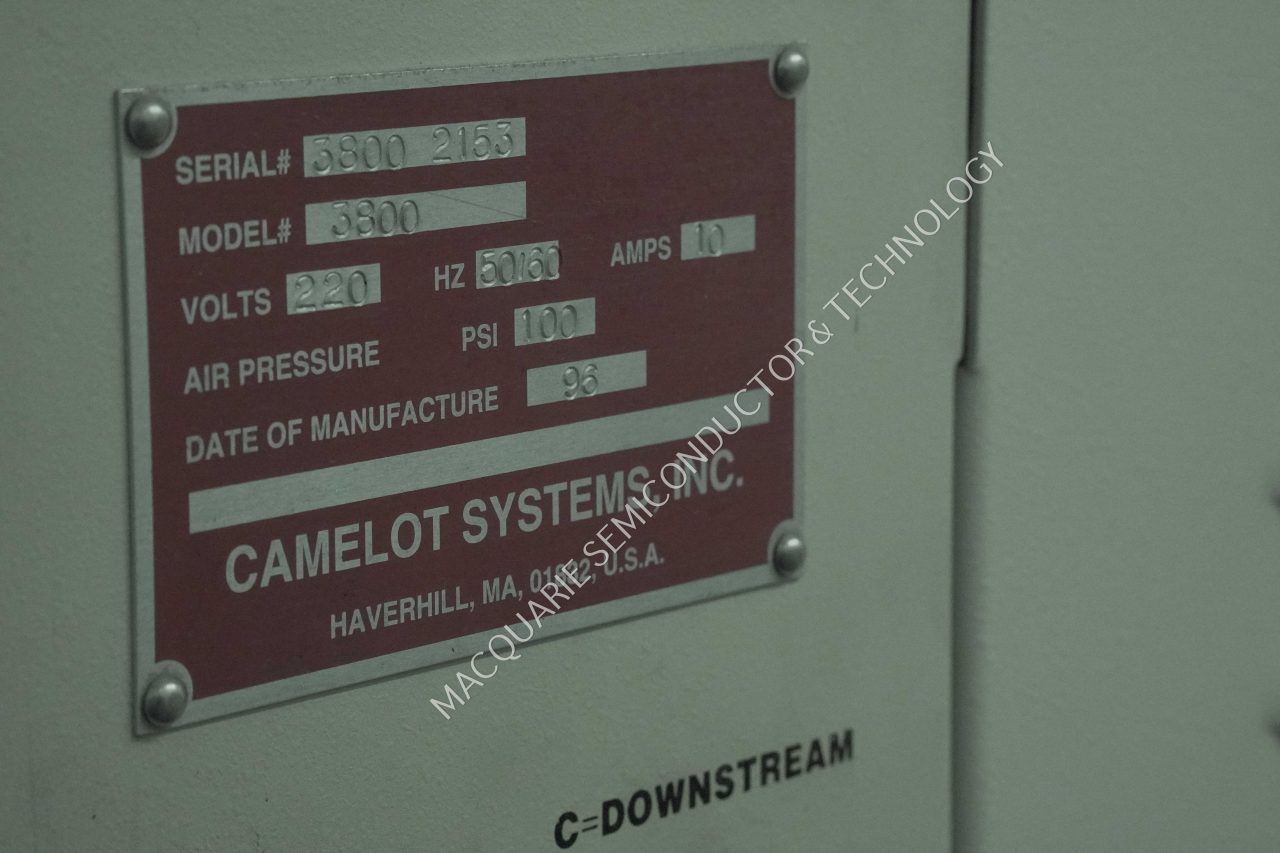 SERIAL# 3800 2153
MODEL# 3800
VOLTS 220 HZ 50/60 AMPS 10
AIR PRESSURE PSI 100
DATE OF MANUFACTURE 96
CAMELOT SYSTEMS, INC.
HAVERHILL, MA, 01832, U.S.A.
C=DOWNSTREAM
MACQUARIE SEMICONDUCTOR & TECHNOLOGY